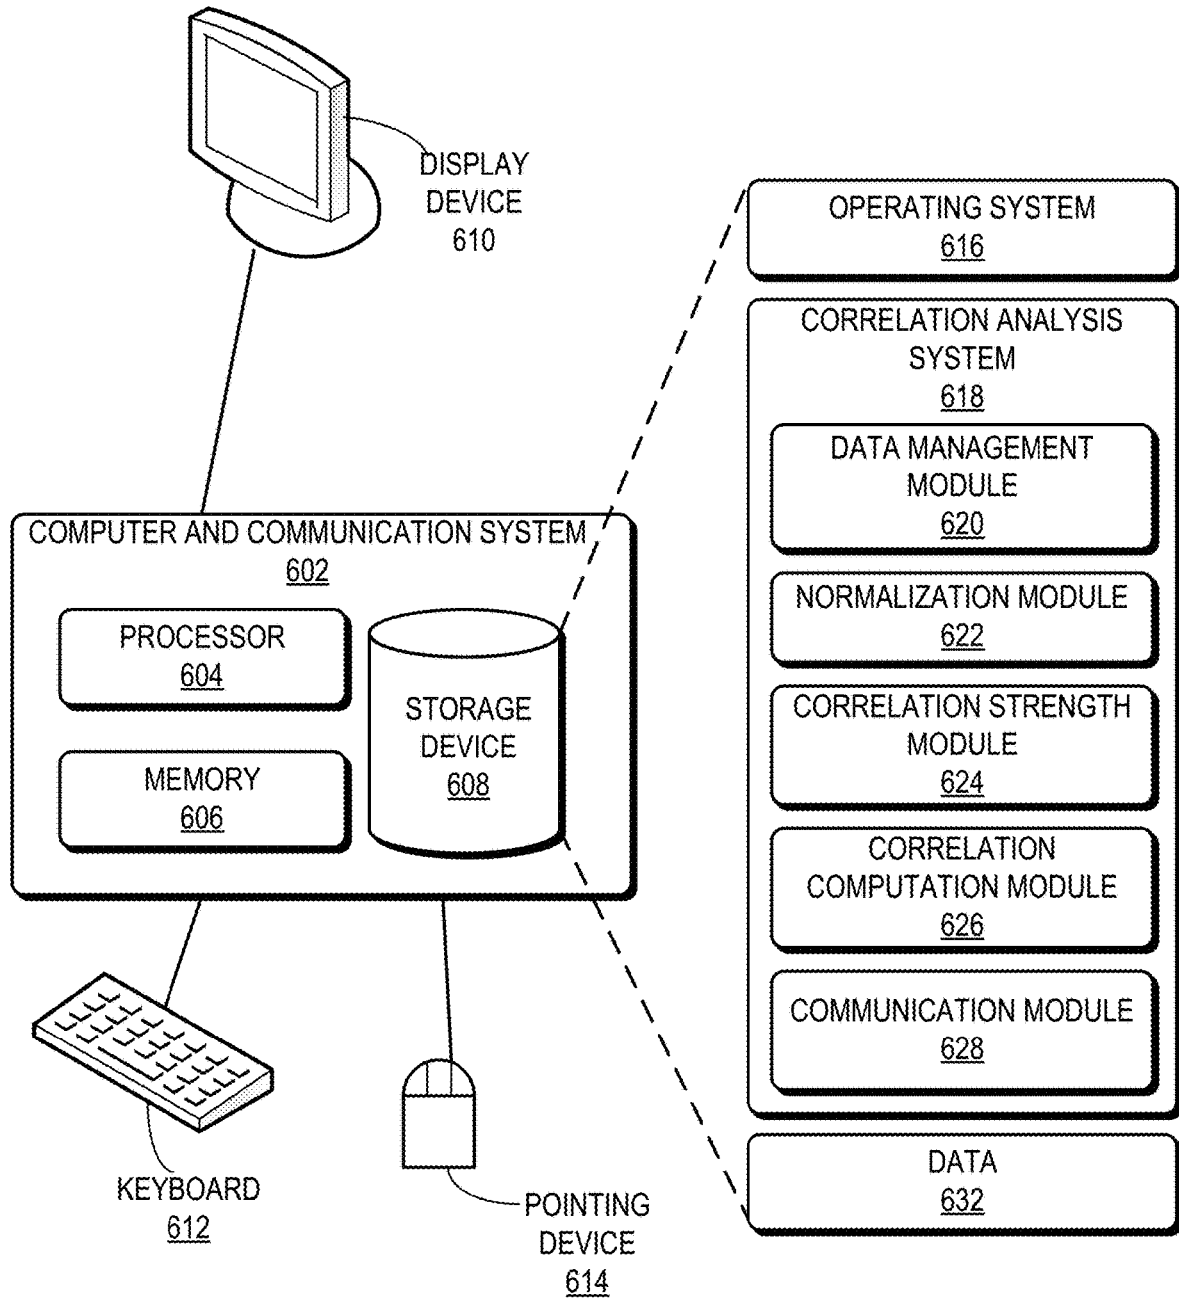 DISPLAY
DEVICE
610
OPERATING SYSTEM
616
CORRELATION ANALYSIS
SYSTEM
618
DATA MANAGEMENT
MODULE
620
NORMALIZATION MODULE
622
CORRELATION STRENGTH
MODULE
624
CORRELATION
COMPUTATION MODULE
626
COMMUNICATION MODULE
628
DATA
632
COMPUTER AND COMMUNICATION SYSTEM
602
PROCESSOR
604
MEMORY
606
STORAGE
DEVICE
608
KEYBOARD
612
POINTING
DEVICE
614